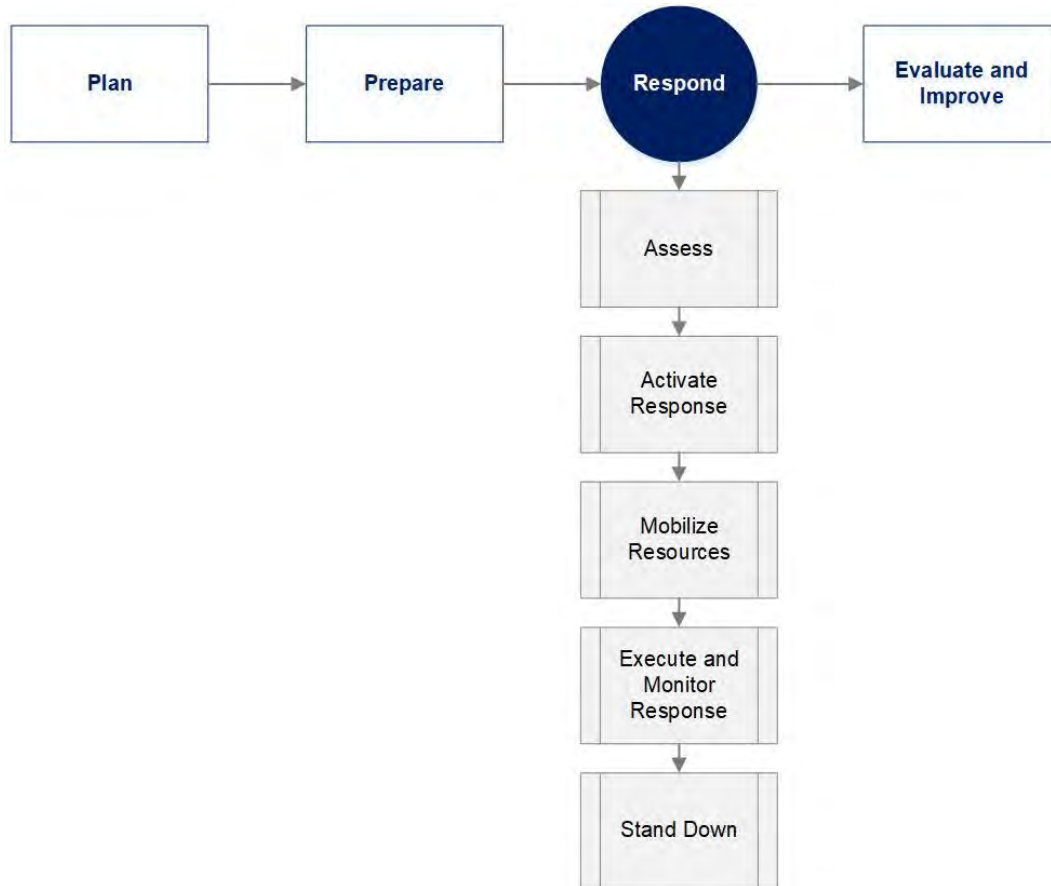 Plan
Prepare
Respond
Evaluate and
Improve
Assess
Activate
Response
Mobilize
Resources
Execute and
Monitor
Response
Stand Down